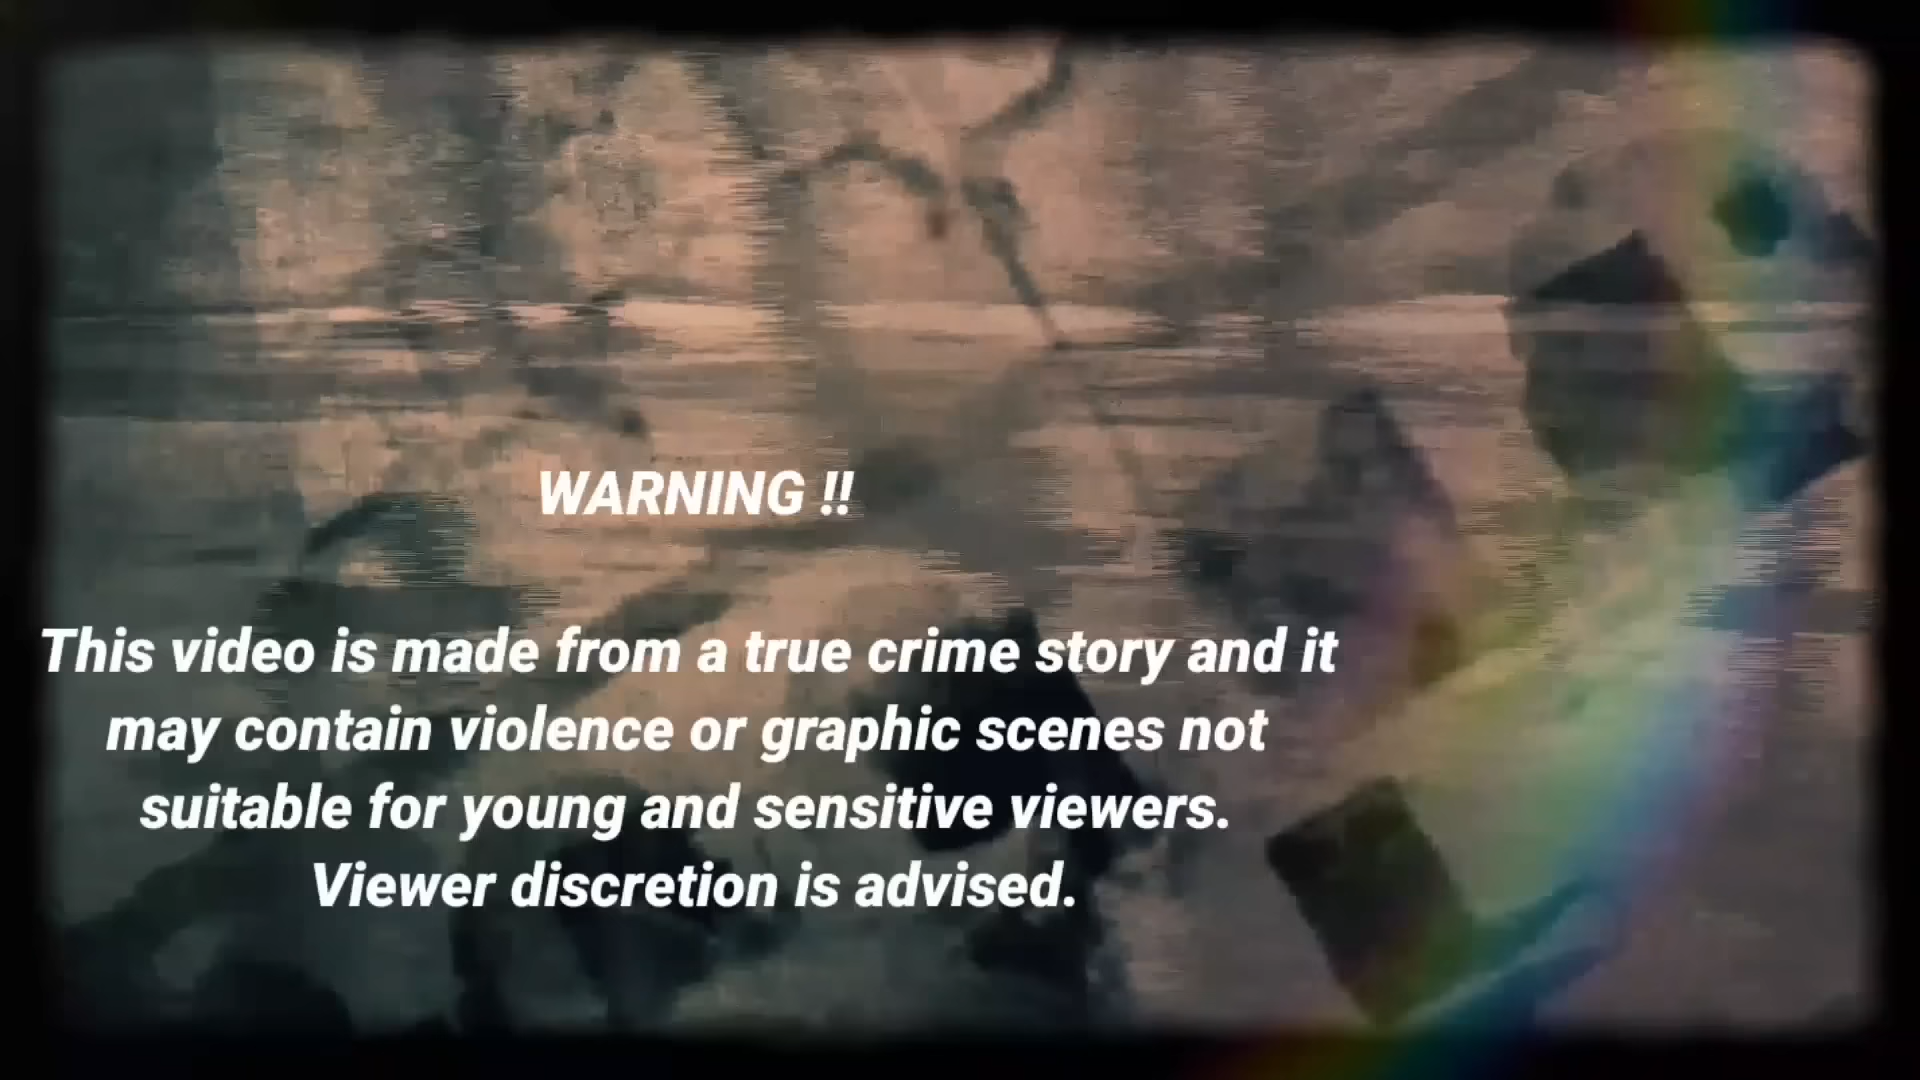 WARNING !!
This video is made from a true crime story and it
may contain violence or graphic scenes not
suitable for young and sensitive viewers.
Viewer discretion is advised.